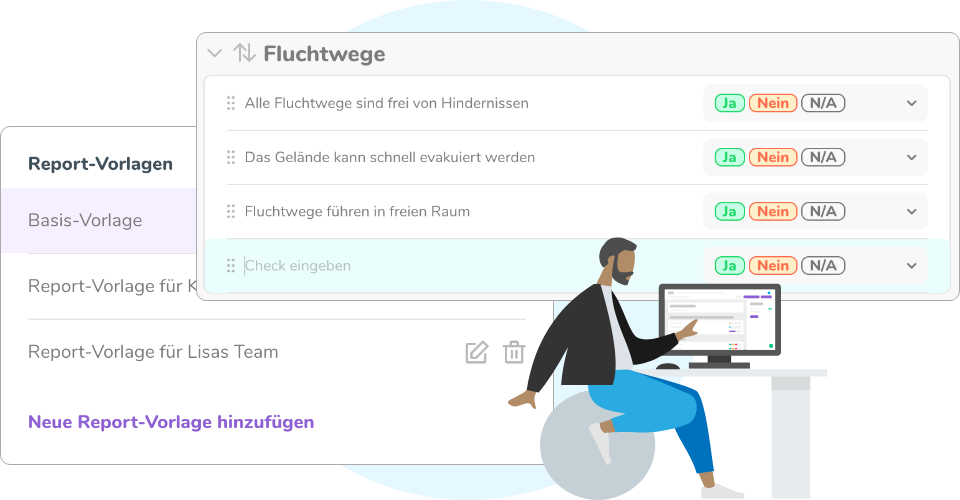 Fluchtwege
Alle Fluchtwege sind frei von Hindernissen Ja Nein N/A
Das Gelände kann schnell evakuiert werden Ja Nein N/A
Fluchtwege führen in freien Raum Ja Nein N/A
Check eingeben Ja Nein N/A
Report-Vorlagen
Basis-Vorlage
Report-Vorlage für
Report-Vorlage für Lisas Team
Neue Report-Vorlage hinzufügen